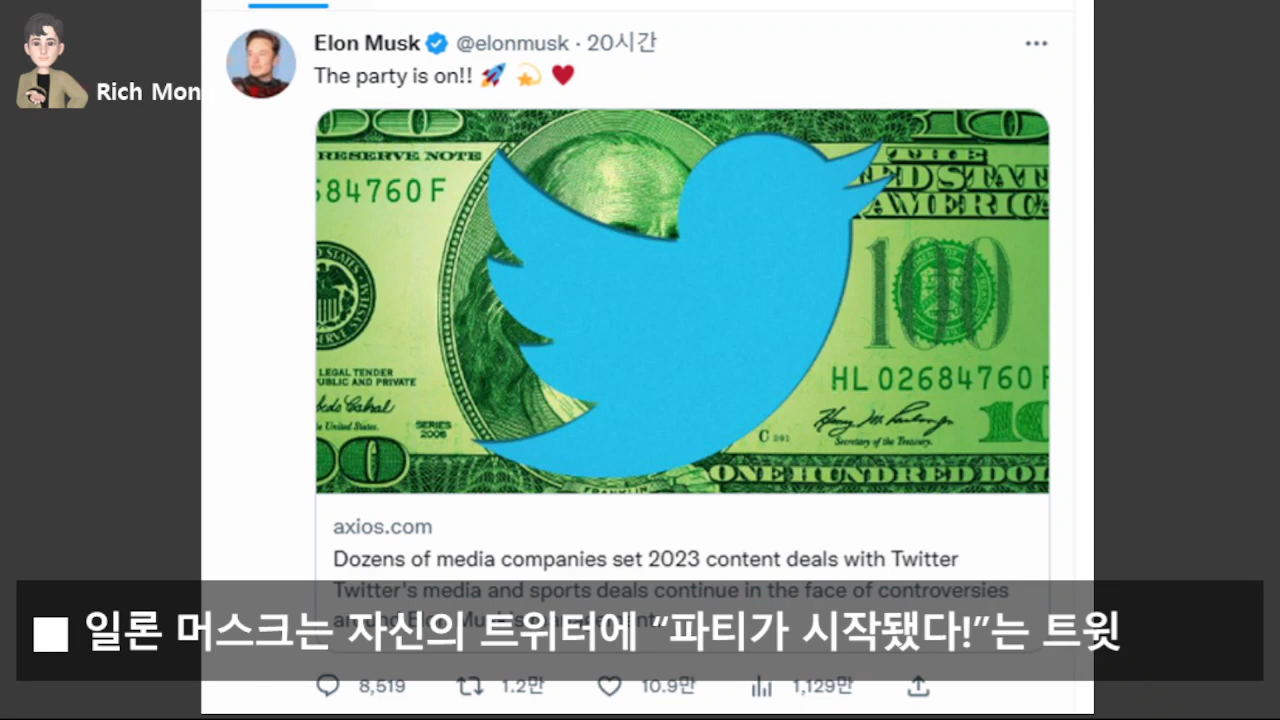 Elon Musk @elonmusk · 20시간
The party is on!! 🚀 💫 ♥
Rich Mon
RESERVE NOTE
84760 F
THE
UNITED STATES
AMERICA
100
HL 02684760 F
LEGAL TENDER
PUBLIC AND PRIVATE
SERIES
2006
Secretary of the Treasury.
ONE HUNDRED DOL
FRANKLIN
axios.com
Dozens of media companies set 2023 content deals with Twitter
Twitter's media and sports deals continue in the face of controversies
■ 일론 머스크는 자신의 트위터에 “파티가 시작됐다!”는 트윗
8,519 1.2만 10.9만 1,129만